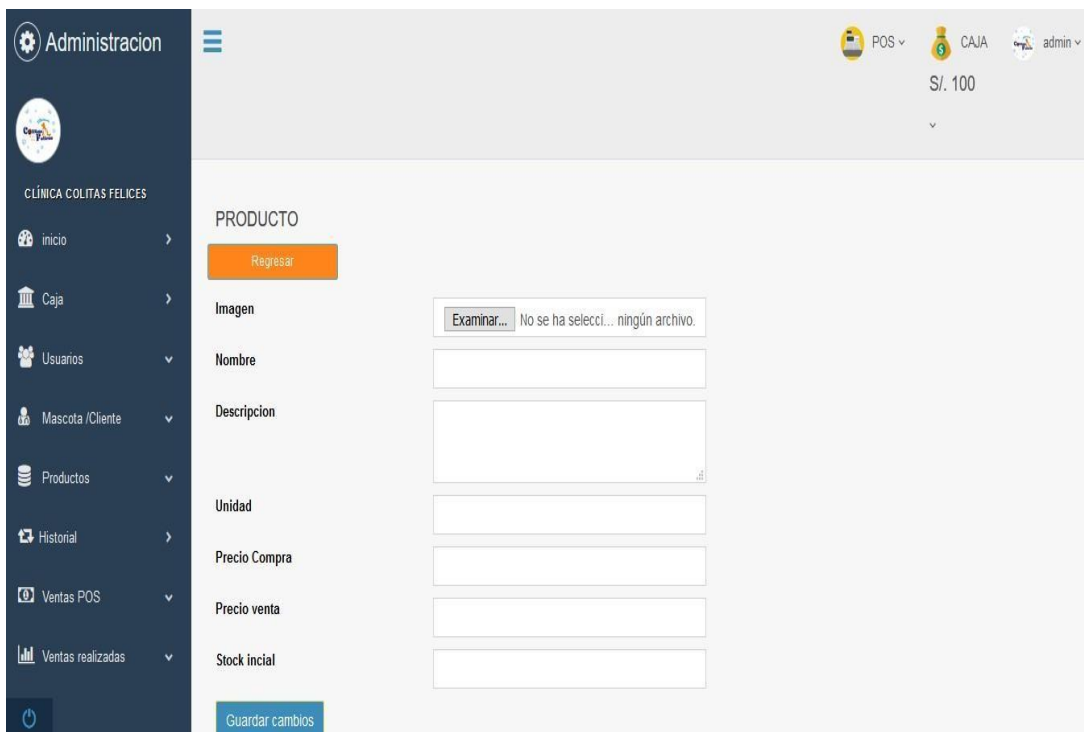 Administracion
POS
CAJA
admin
S/. 100
CLÍNICA COLITAS FELICES
inicio
Caja
Usuarios
Mascota /Cliente
Productos
Historial
Ventas POS
Ventas realizadas
PRODUCTO
Regresar
Imagen
Examinar... No se ha selecci... ningún archivo.
Nombre
Descripcion
Unidad
Precio Compra
Precio venta
Stock incial
Guardar cambios